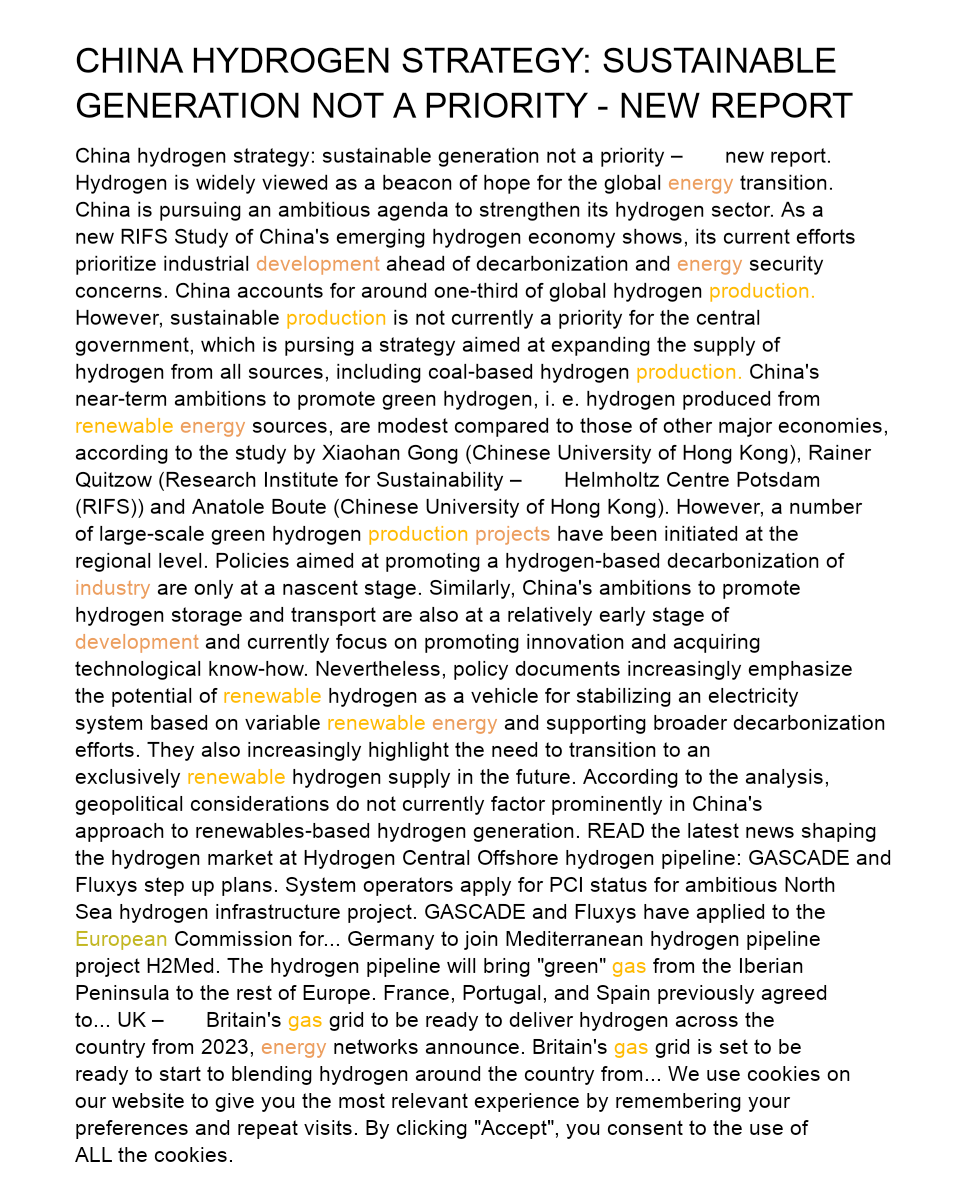 CHINA HYDROGEN STRATEGY: SUSTAINABLE
GENERATION NOT A PRIORITY - NEW REPORT
China hydrogen strategy: sustainable generation not a priority – new report.
Hydrogen is widely viewed as a beacon of hope for the global energy transition.
China is pursuing an ambitious agenda to strengthen its hydrogen sector. As a
new RIFS Study of China's emerging hydrogen economy shows, its current efforts
prioritize industrial development ahead of decarbonization and energy security
concerns. China accounts for around one-third of global hydrogen production.
However, sustainable production is not currently a priority for the central
government, which is pursing a strategy aimed at expanding the supply of
hydrogen from all sources, including coal-based hydrogen production. China's
near-term ambitions to promote green hydrogen, i. e. hydrogen produced from
renewable energy sources, are modest compared to those of other major economies,
according to the study by Xiaohan Gong (Chinese University of Hong Kong), Rainer
Quitzow (Research Institute for Sustainability – Helmholtz Centre Potsdam
(RIFS)) and Anatole Boute (Chinese University of Hong Kong). However, a number
of large-scale green hydrogen production projects have been initiated at the
regional level. Policies aimed at promoting a hydrogen-based decarbonization of
industry are only at a nascent stage. Similarly, China's ambitions to promote
hydrogen storage and transport are also at a relatively early stage of
development and currently focus on promoting innovation and acquiring
technological know-how. Nevertheless, policy documents increasingly emphasize
the potential of renewable hydrogen as a vehicle for stabilizing an electricity
system based on variable renewable energy and supporting broader decarbonization
efforts. They also increasingly highlight the need to transition to an
exclusively renewable hydrogen supply in the future. According to the analysis,
geopolitical considerations do not currently factor prominently in China's
approach to renewables-based hydrogen generation. READ the latest news shaping
the hydrogen market at Hydrogen Central Offshore hydrogen pipeline: GASCADE and
Fluxys step up plans. System operators apply for PCI status for ambitious North
Sea hydrogen infrastructure project. GASCADE and Fluxys have applied to the
European Commission for... Germany to join Mediterranean hydrogen pipeline
project H2Med. The hydrogen pipeline will bring "green" gas from the Iberian
Peninsula to the rest of Europe. France, Portugal, and Spain previously agreed
to... UK – Britain's gas grid to be ready to deliver hydrogen across the
country from 2023, energy networks announce. Britain's gas grid is set to be
ready to start to blending hydrogen around the country from... We use cookies on
our website to give you the most relevant experience by remembering your
preferences and repeat visits. By clicking "Accept", you consent to the use of
ALL the cookies.